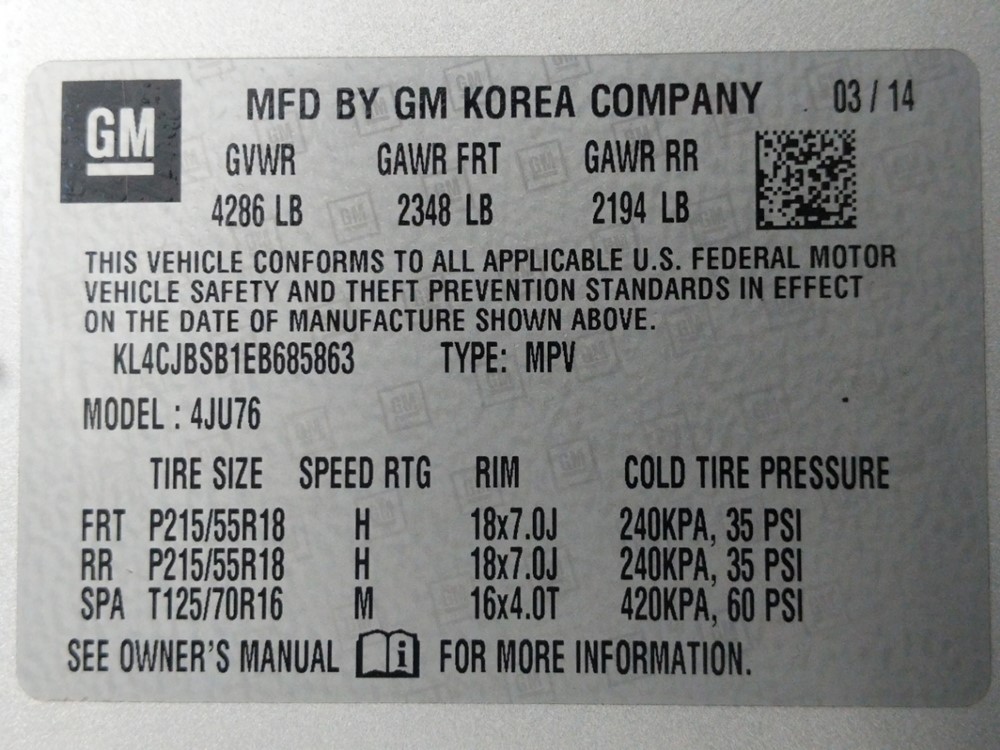 GM
MFD BY GM KOREA COMPANY 03 / 14
GVWR GAWR FRT GAWR RR
4286 LB 2348 LB 2194 LB
THIS VEHICLE CONFORMS TO ALL APPLICABLE U.S. FEDERAL MOTOR
VEHICLE SAFETY AND THEFT PREVENTION STANDARDS IN EFFECT
ON THE DATE OF MANUFACTURE SHOWN ABOVE.
KL4CJBSB1EB685863 TYPE: MPV
MODEL : 4JU76
TIRE SIZE SPEED RTG RIM COLD TIRE PRESSURE
FRT P215/55R18 H 18x7.0J 240KPA, 35 PSI
RR P215/55R18 H 18x7.0J 240KPA, 35 PSI
SPA T125/70R16 M 16x4.0T 420KPA, 60 PSI
SEE OWNER'S MANUAL i FOR MORE INFORMATION.